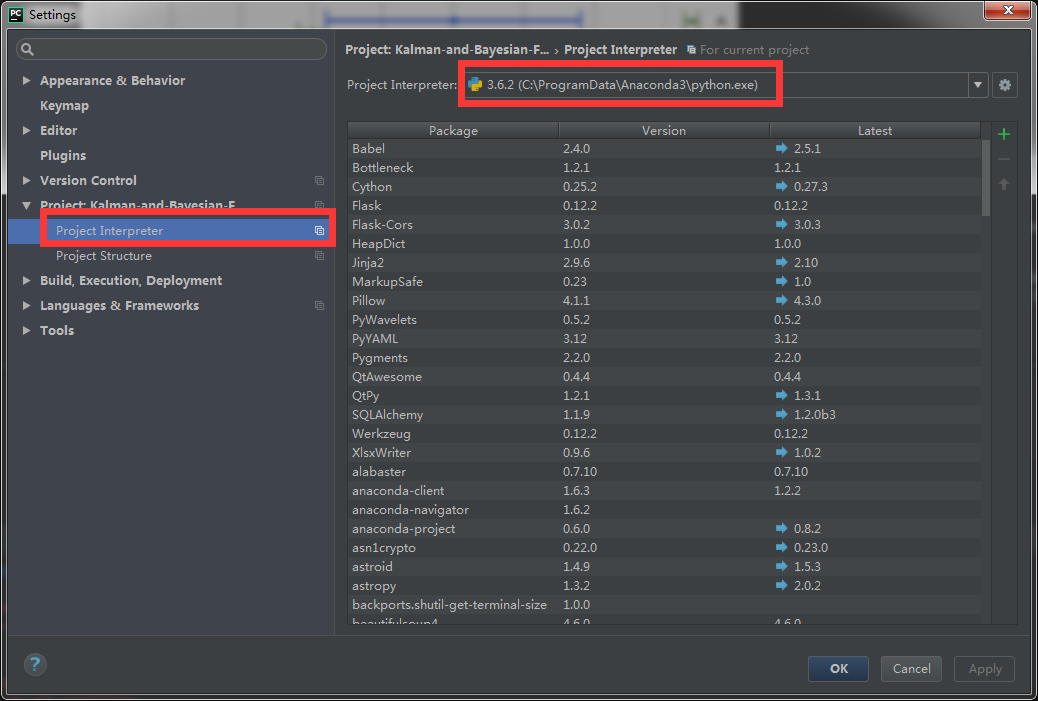 PC Settings
Project: Kalman-and-Bayesian-F... › Project Interpreter For current project
Appearance & Behavior
Keymap
Editor
Plugins
Version Control
Project: Kalman-and-Bayesian-F
Project Interpreter
Project Structure
Build, Execution, Deployment
Languages & Frameworks
Tools
Project Interpreter: 3.6.2 (C:\ProgramData\Anaconda3\python.exe)
Package Version Latest
Babel 2.4.0 2.5.1
Bottleneck 1.2.1 1.2.1
Cython 0.25.2 0.27.3
Flask 0.12.2 0.12.2
Flask-Cors 3.0.2 3.0.3
HeapDict 1.0.0 1.0.0
Jinja2 2.9.6 2.10
MarkupSafe 0.23 1.0
Pillow 4.1.1 4.3.0
PyWavelets 0.5.2 0.5.2
PyYAML 3.12 3.12
Pygments 2.2.0 2.2.0
QtAwesome 0.4.4 0.4.4
QtPy 1.2.1 1.3.1
SQLAlchemy 1.1.9 1.2.0b3
Werkzeug 0.12.2 0.12.2
XlsxWriter 0.9.6 1.0.2
alabaster 0.7.10 0.7.10
anaconda-client 1.6.3 1.2.2
anaconda-navigator 1.6.2
anaconda-project 0.6.0 0.8.2
asn1crypto 0.22.0 0.23.0
astroid 1.4.9 1.5.3
astropy 1.3.2 2.0.2
backports.shutil-get-terminal-size 1.0.0
beautifulsoup4 4.6.0 4.6.0
?
OK Cancel Apply